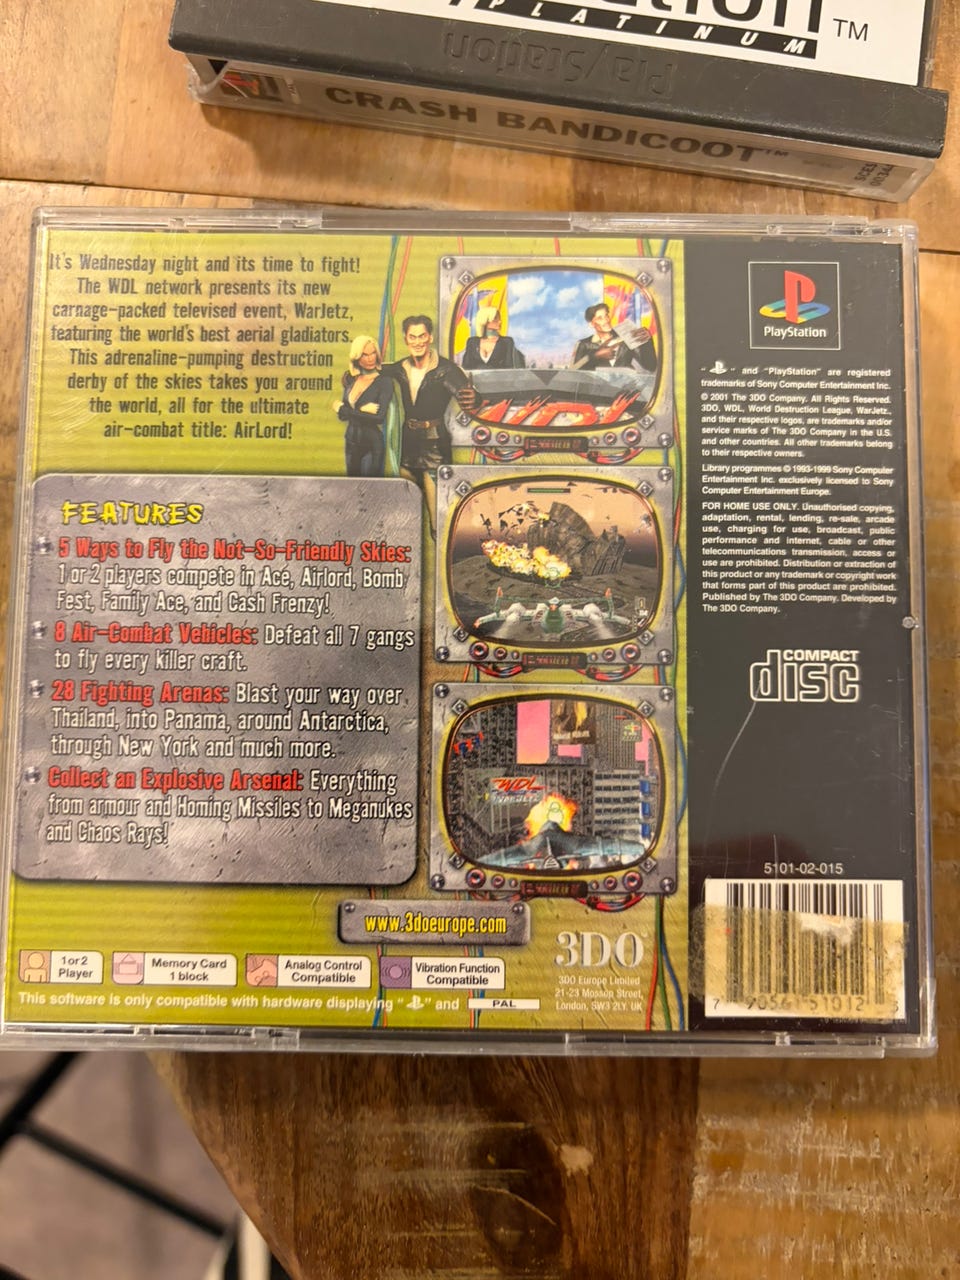 PLATINUM TM
PlayStation
CRASH BANDICOOT™
SCES
00344
It's Wednesday night and its time to fight!
The WDL network presents its new
carnage-packed televised event, WarJetz,
featuring the world's best aerial gladiators.
This adrenaline-pumping destruction
derby of the skies takes you around
the world, all for the ultimate
air-combat title: AirLord!
FEATURES
5 Ways to Fly the Not-So-Friendly Skies:
1 or 2 players compete in Ace, Airlord, Bomb
Fest, Family Ace, and Cash Frenzy!
8 Air-Combat Vehicles: Defeat all 7 gangs
to fly every killer craft.
28 Fighting Arenas: Blast your way over
Thailand, into Panama, around Antarctica,
through New York and much more.
Collect an Explosive Arsenal: Everything
from armour and Homing Missiles to Meganukes
and Chaos Rays!
WDL
WDL
www.3doeurope.com
1 or 2
Player
Memory Card
1 block
Analog Control
Compatible
Vibration Function
Compatible
This software is only compatible with hardware displaying " " and PAL
3DO
3DO Europe Limited
21-23 Mossop Street,
London, SW3 2LY. UK
PlayStation
" " and "PlayStation" are registered
trademarks of Sony Computer Entertainment Inc.
© 2001 The 3DO Company. All Rights Reserved.
3DO, WDL, World Destruction League, WarJetz,
and their respective logos, are trademarks and/or
service marks of The 3DO Company in the U.S.
and other countries. All other trademarks belong
to their respective owners.
Library programmes © 1993-1999 Sony Computer
Entertainment Inc. exclusively licensed to Sony
Computer Entertainment Europe.
FOR HOME USE ONLY. Unauthorised copying,
adaptation, rental, lending, re-sale, arcade
use, charging for use, broadcast, public
performance and internet, cable or other
telecommunications transmission, access or
use are prohibited. Distribution or extraction of
this product or any trademark or copyright work
that forms part of this product are prohibited.
Published by The 3DO Company. Developed by
The 3DO Company.
COMPACT
disc
5101-02-015
7 90561 51012 5